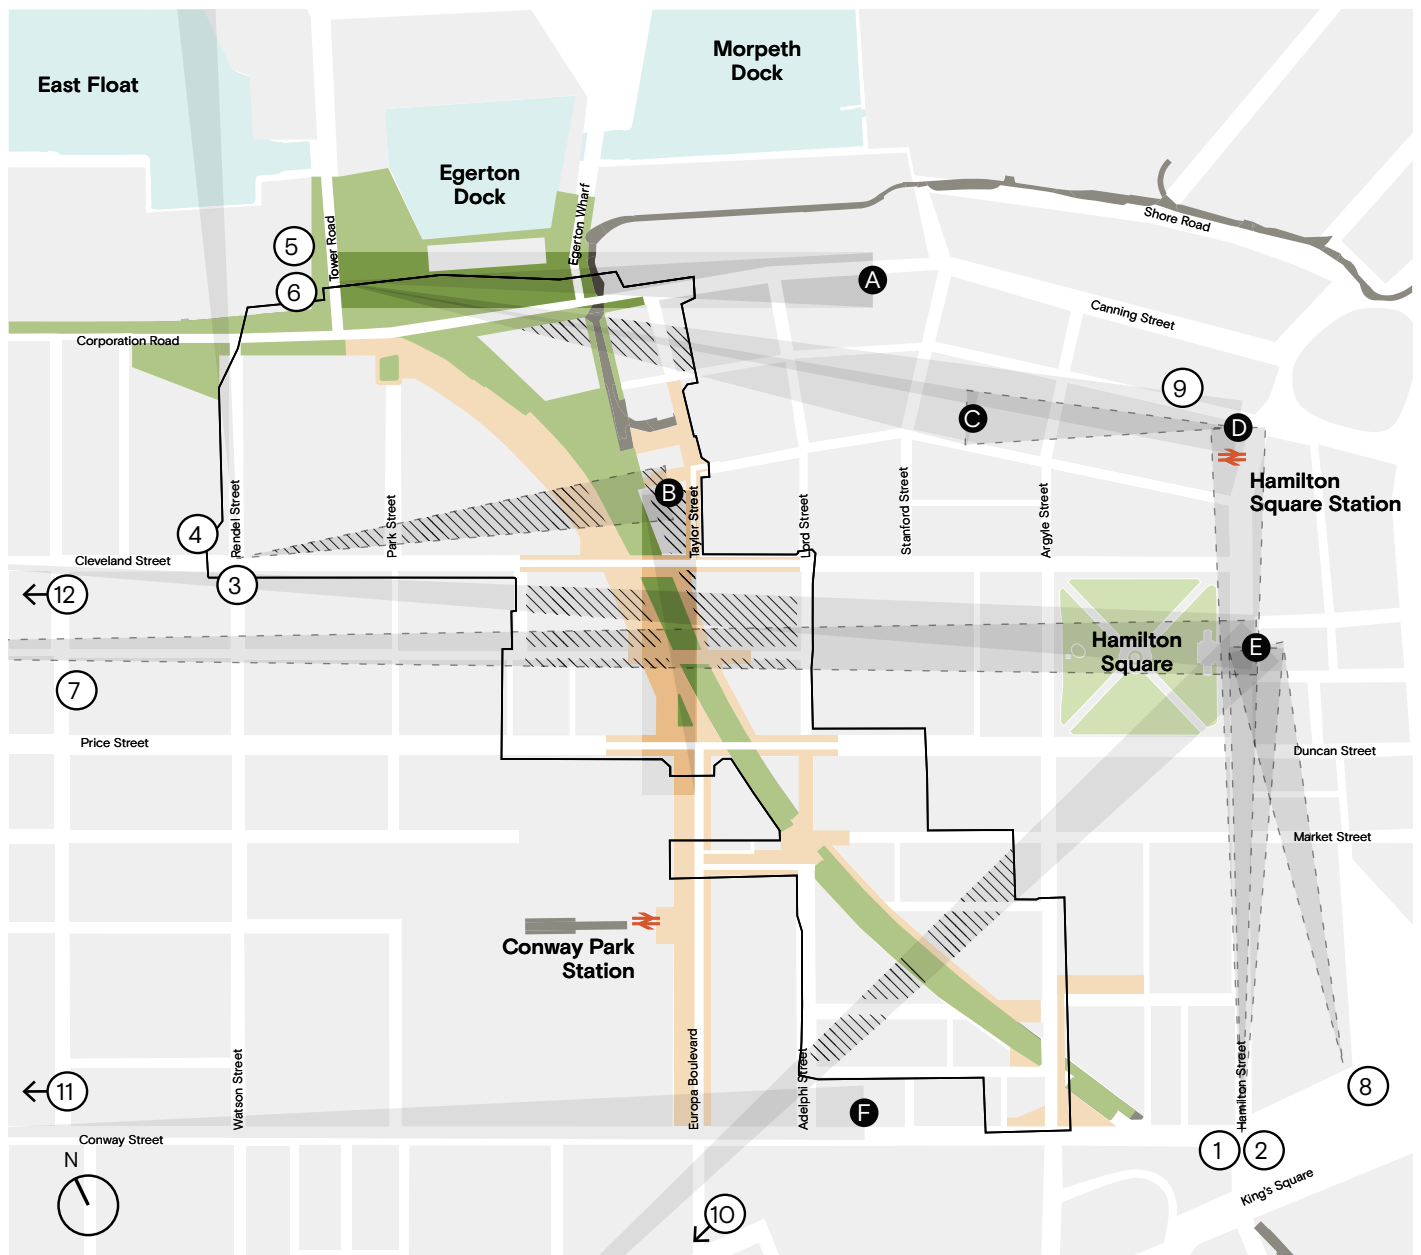 Morpeth
Dock
East Float
Egerton
Dock
Egerton Wharf
Shore Road
Tower Road
5
6
A
Canning Street
Corporation Road
9
C
D
Hamilton
Square Station
B
Rendel Street
Park Street
Taylor Street
Lord Street
Stanford Street
Argyle Street
4
Cleveland Street
3
12
Hamilton
Square
E
7
Price Street
Duncan Street
Market Street
Conway Park
Station
Watson Street
Europa Boulevard
Adelphi Street
Hamilton Street
11
8
F
Conway Street
1
2
N
King's Square
10